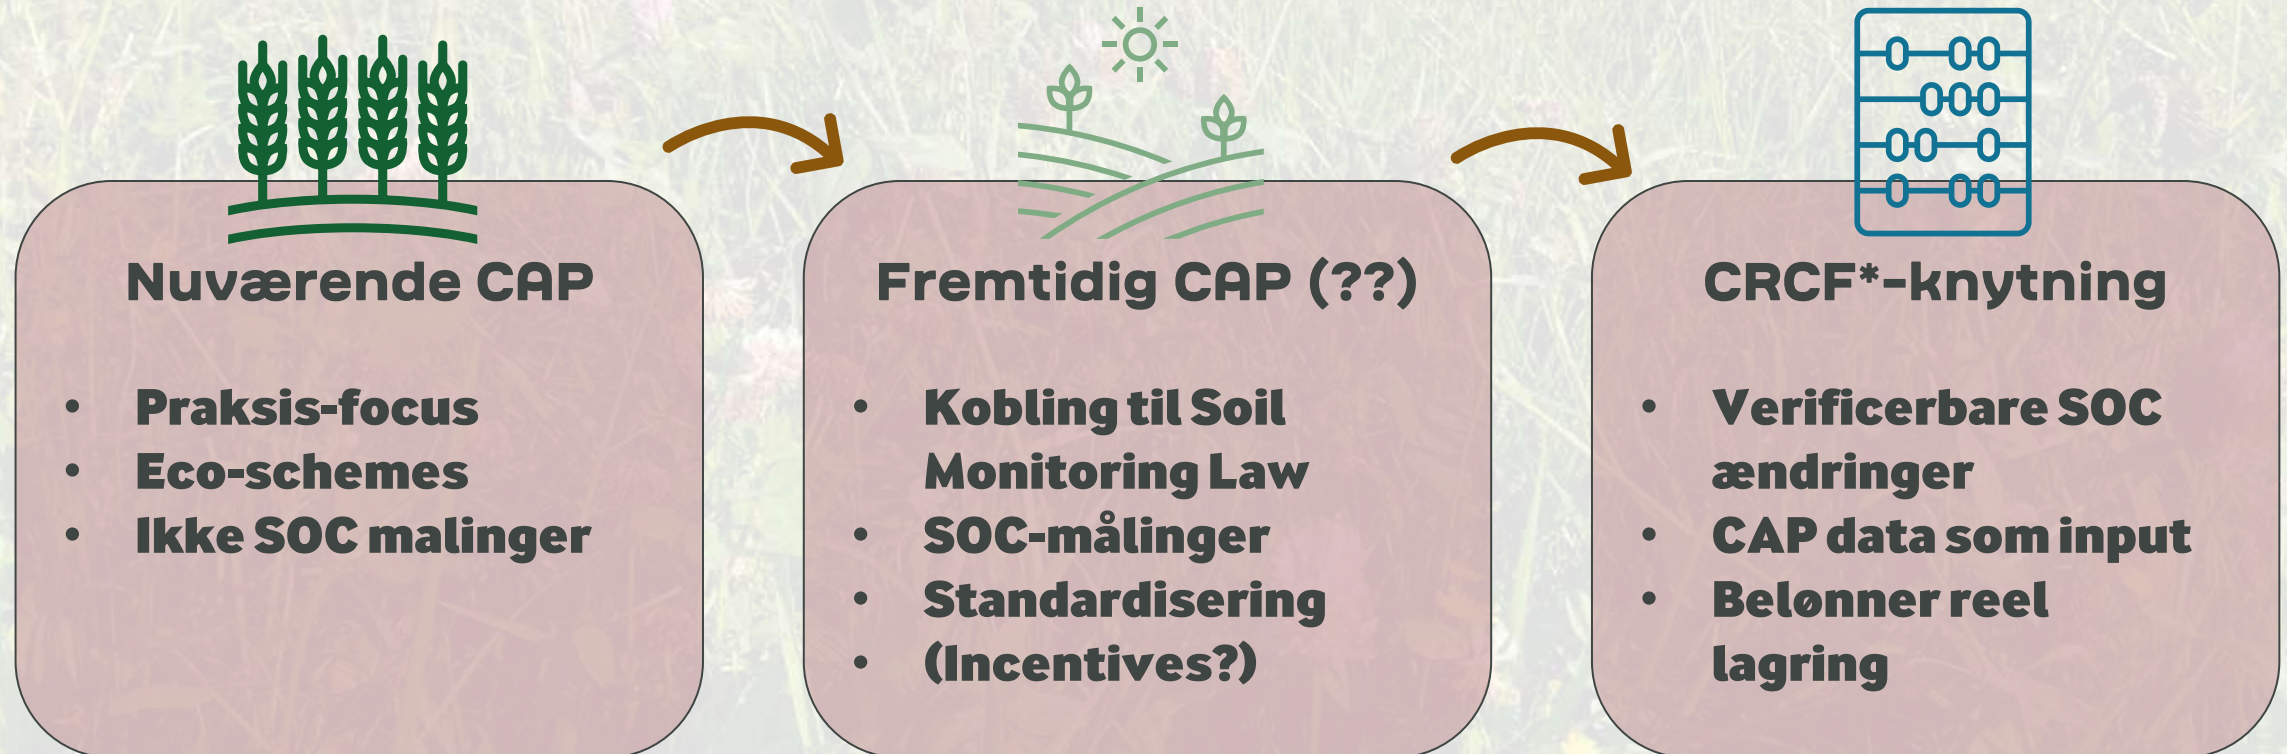 Nuværende CAP
• Praksis-focus
• Eco-schemes
• Ikke SOC malinger
Fremtidig CAP (??)
• Kobling til Soil
Monitoring Law
• SOC-målinger
• Standardisering
• (Incentives?)
CRCF*-knytning
• Verificerbare SOC
ændringer
• CAP data som input
• Belønner reel
lagring